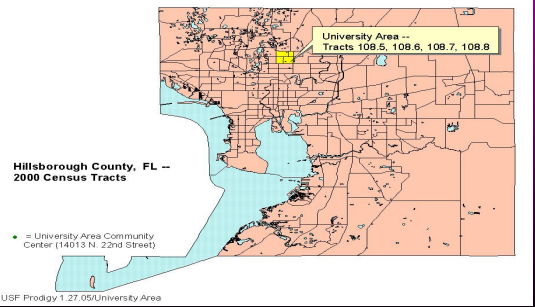 University Area --
Tracts 108.5, 108.6, 108.7, 108.8
Hillsborough County, FL --
2000 Census Tracts
= University Area Community
Center (14013 N. 22nd Street)
USF Prodigy 1.27.05/University Area